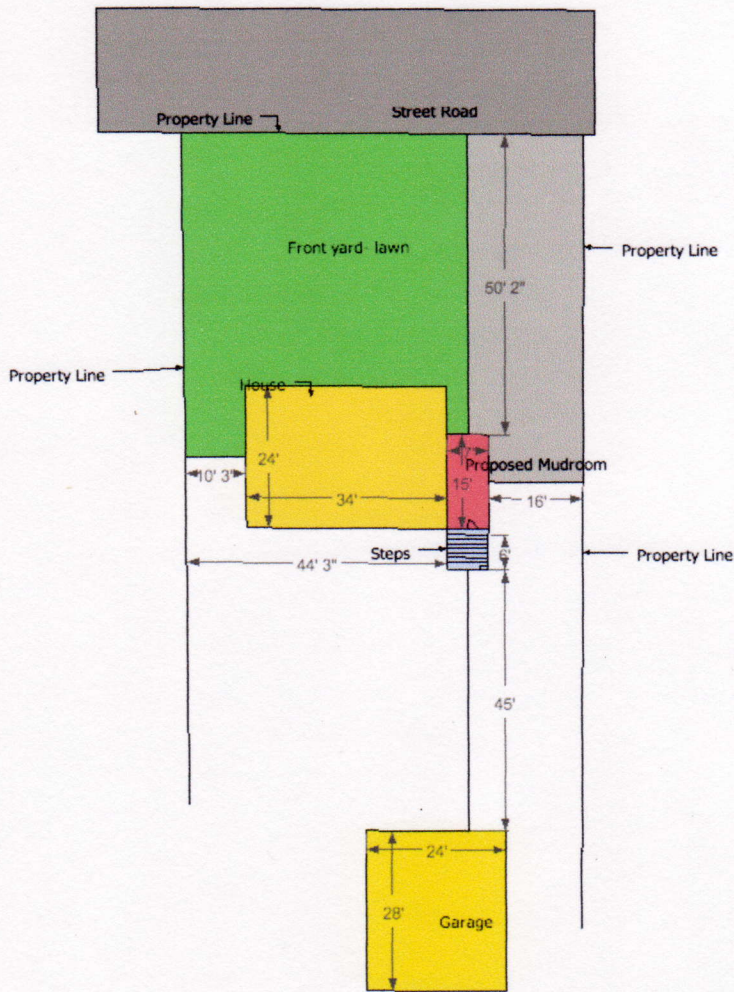 Street Road
Property Line
Front yard- lawn
Property Line
50' 2"
Property Line
House
24'
7'
Proposed Mudroom
10' 3"
15'
34'
16'
Steps
6'
Property Line
44' 3"
45'
24'
28'
Garage